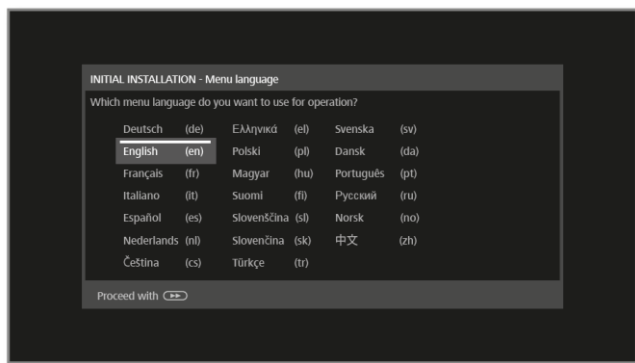 INITIAL INSTALLATION - Menu language
Which menu language do you want to use for operation?
Deutsch (de) Ελληνικά (el) Svenska (sv)
English (en) Polski (pl) Dansk (da)
Français (fr) Magyar (hu) Português (pt)
Italiano (it) Suomi (fi) Русский (ru)
Español (es) Slovenščina (sl) Norsk (no)
Nederlands (nl) Slovenčina (sk) 中文 (zh)
Čeština (cs) Türkçe (tr)
Proceed with